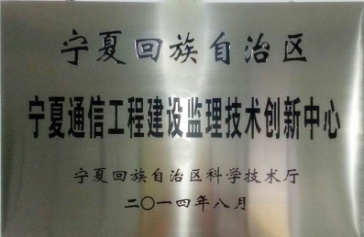 宁夏回族自治区
宁夏通信工程建设监理技术创新中心
宁夏回族自治区科学技术厅
二〇一四年八月